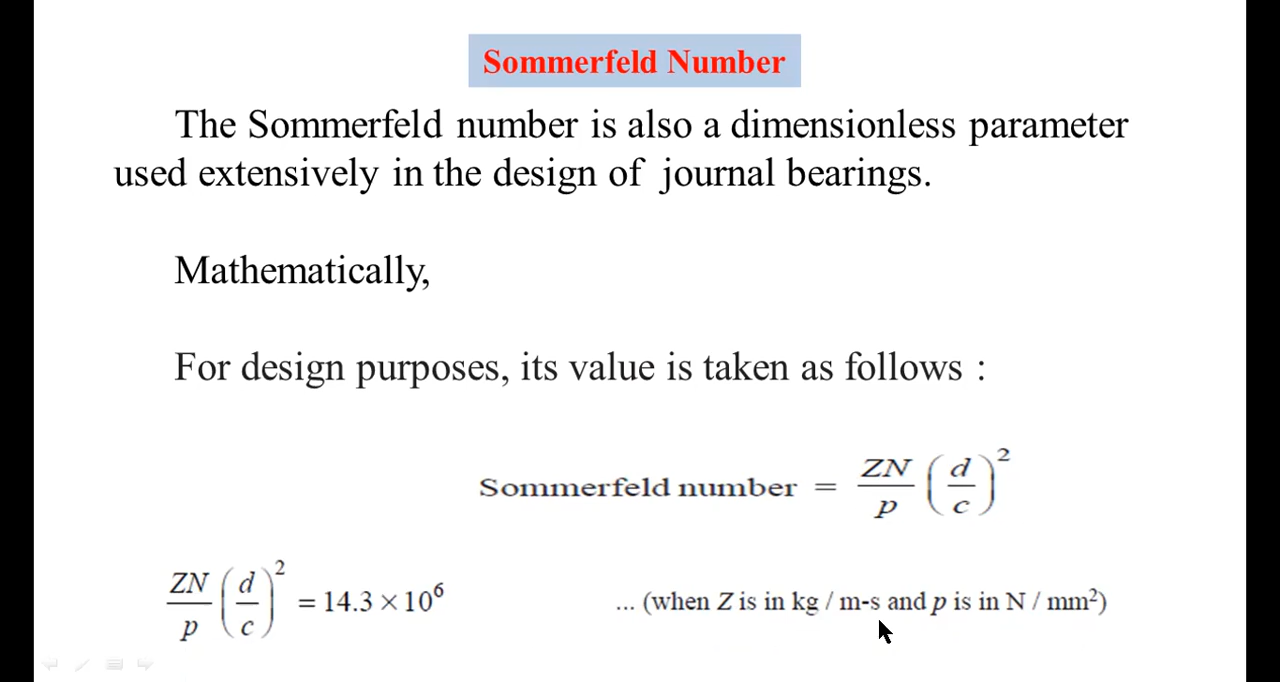 Sommerfeld Number
The Sommerfeld number is also a dimensionless parameter
used extensively in the design of journal bearings.
Mathematically,
For design purposes, its value is taken as follows :
Sommerfeld number = ZN/p (d/c)²
ZN/p (d/c)² = 14.3 × 10⁶ ... (when Z is in kg / m-s and p is in N / mm²)